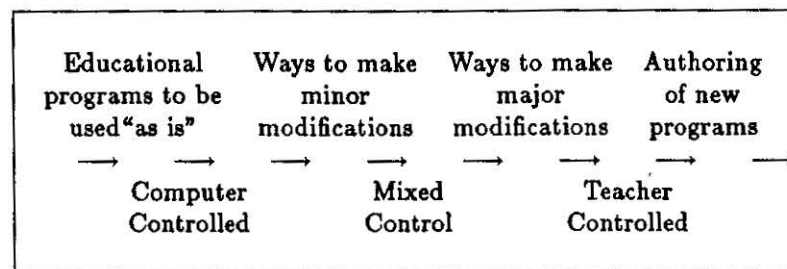 Educational Ways to make Ways to make Authoring
programs to be minor major of new
used“as is” modifications modifications programs
→ → → → → → → →
Computer Mixed Teacher
Controlled Control Controlled